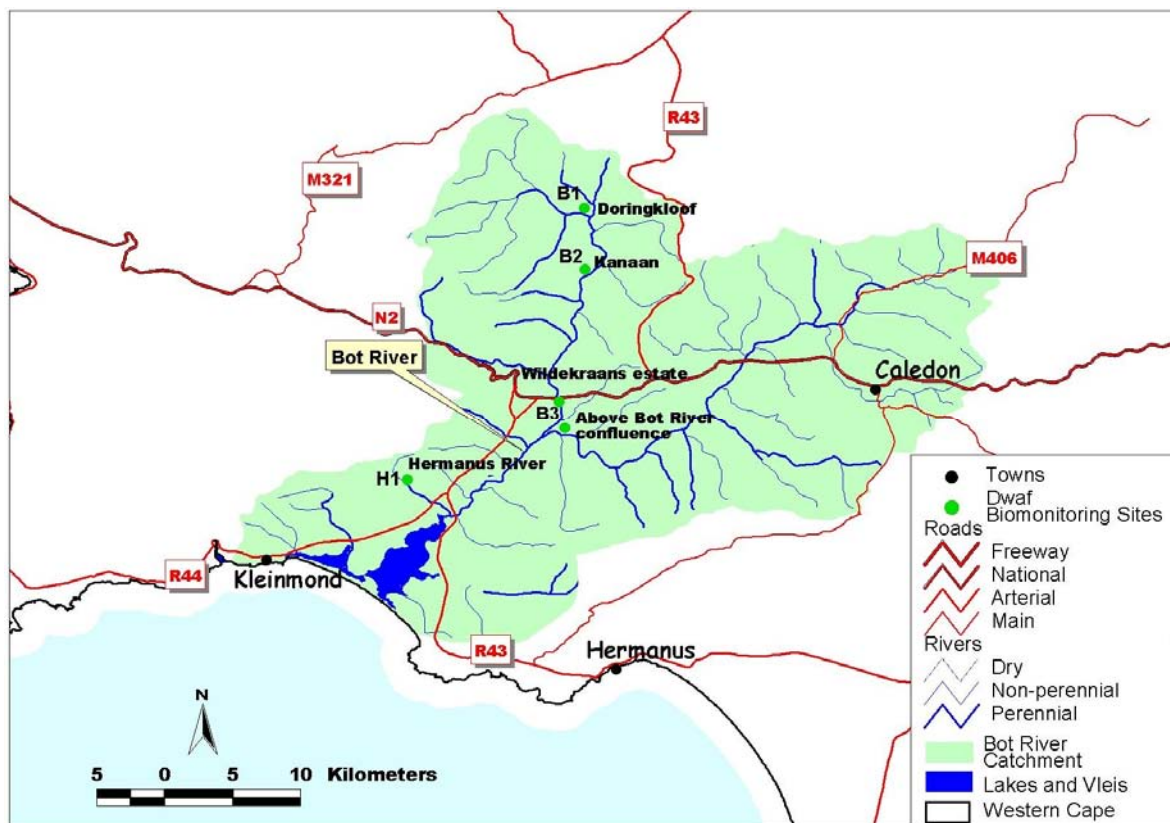 R43
M321
B1
Doringkloof
B2
Kanaan
M406
N2
Bot River
Wildekraans estate
Caledon
B3
Above Bot River
confluence
Hermanus River
H1
R44
Kleinmond
R43
Hermanus
N
5 0 5 10 Kilometers
Towns
Dwaf
Biomonitoring Sites
Roads
Freeway
National
Arterial
Main
Rivers
Dry
Non-perennial
Perennial
Bot River
Catchment
Lakes and Vleis
Western Cape